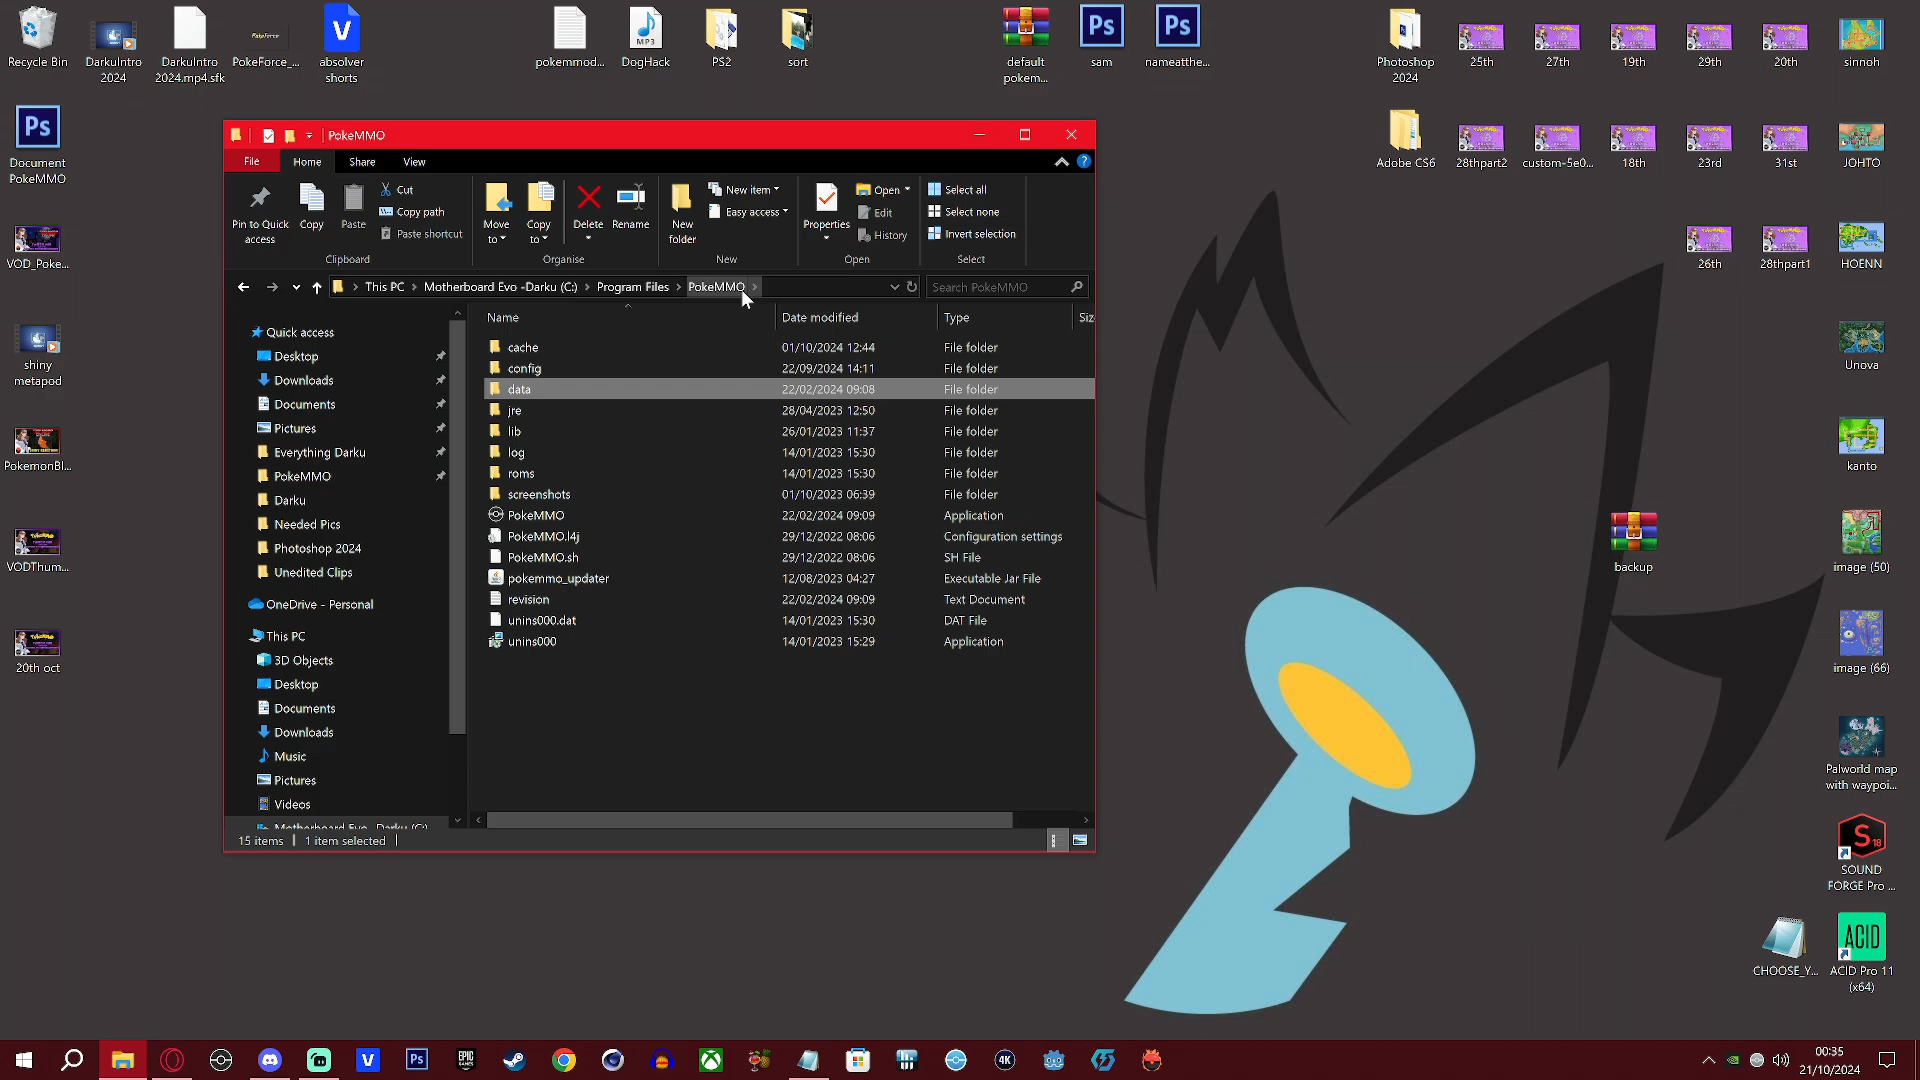 Recycle Bin
DarkuIntro 2024
DarkuIntro 2024.mp4.sfk
PokeForce_...
absolver shorts
pokemmod...
MP3
DogHack
PS2
sort
default pokem...
Ps
sam
Ps
nameatthe...
Photoshop 2024
25th
27th
19th
29th
20th
sinnoh
Ps
Document PokeMMO
Adobe CS6
28thpart2
custom-5e0...
18th
23rd
31st
JOHTO
VOD_Poke...
26th
28thpart1
HOENN
shiny metapod
Unova
PokemonBl...
kanto
VODThum...
backup
image (50)
20th oct
image (66)
Palworld map with waypoi...
SOUND FORGE Pro ...
CHOOSE_Y...
ACID
ACID Pro 11 (x64)
PokeMMO
File
Home
Share
View
Pin to Quick access
Copy
Paste
Cut
Copy path
Paste shortcut
Clipboard
Move to
Copy to
Delete
Rename
Organise
New folder
New item
Easy access
New
Properties
Open
Edit
History
Open
Select all
Select none
Invert selection
Select
This PC
Motherboard Evo -Darku (C:)
Program Files
PokeMMO
Search PokeMMO
Quick access
Desktop
Downloads
Documents
Pictures
Everything Darku
PokeMMO
Darku
Needed Pics
Photoshop 2024
Unedited Clips
OneDrive - Personal
This PC
3D Objects
Desktop
Documents
Downloads
Music
Pictures
Videos
Motherboard Evo -Darku (C:)
Name Date modified Type Siz
cache 01/10/2024 12:44 File folder
config 22/09/2024 14:11 File folder
data 22/02/2024 09:08 File folder
jre 28/04/2023 12:50 File folder
lib 26/01/2023 11:37 File folder
log 14/01/2023 15:30 File folder
roms 14/01/2023 15:30 File folder
screenshots 01/10/2023 06:39 File folder
PokeMMO 22/02/2024 09:09 Application
PokeMMO.l4j 29/12/2022 08:06 Configuration settings
PokeMMO.sh 29/12/2022 08:06 SH File
pokemmo_updater 12/08/2023 04:27 Executable Jar File
revision 22/02/2024 09:09 Text Document
unins000.dat 14/01/2023 15:30 DAT File
unins000 14/01/2023 15:29 Application
15 items
1 item selected
V
Ps
EPIC GAMES
4K
00:35
21/10/2024